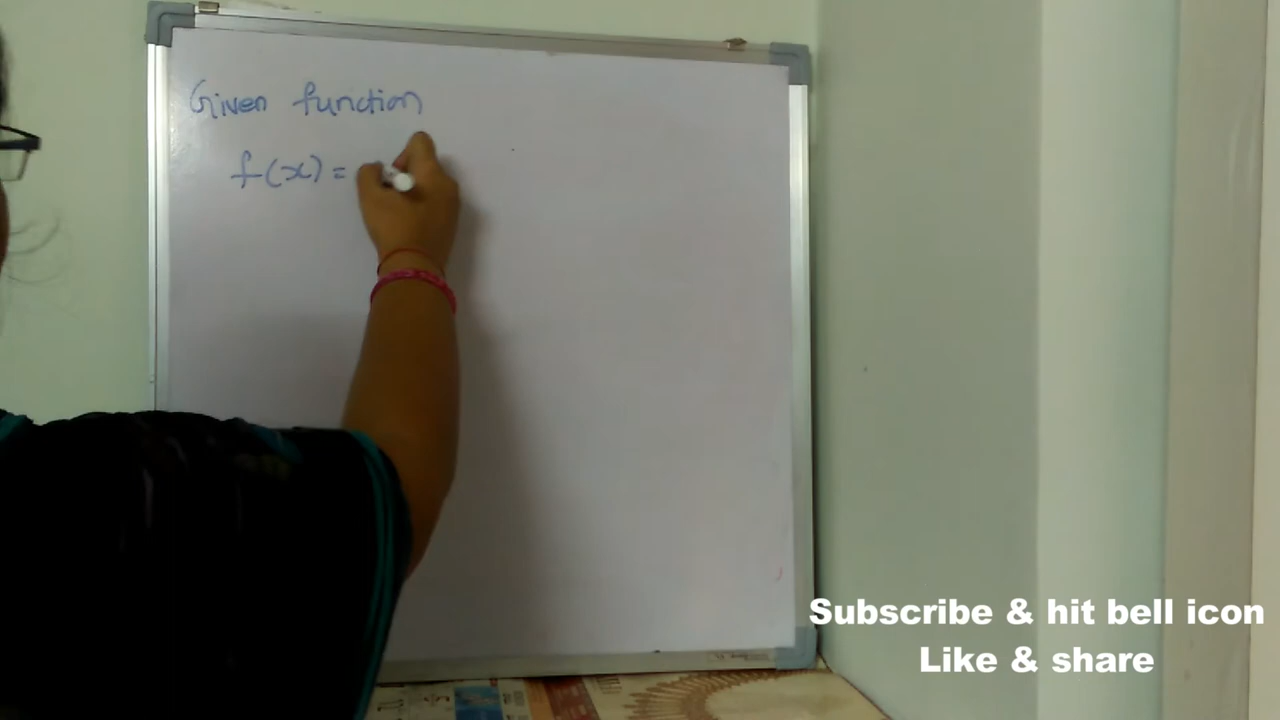 Given function
f(x) =
Subscribe & hit bell icon
Like & share